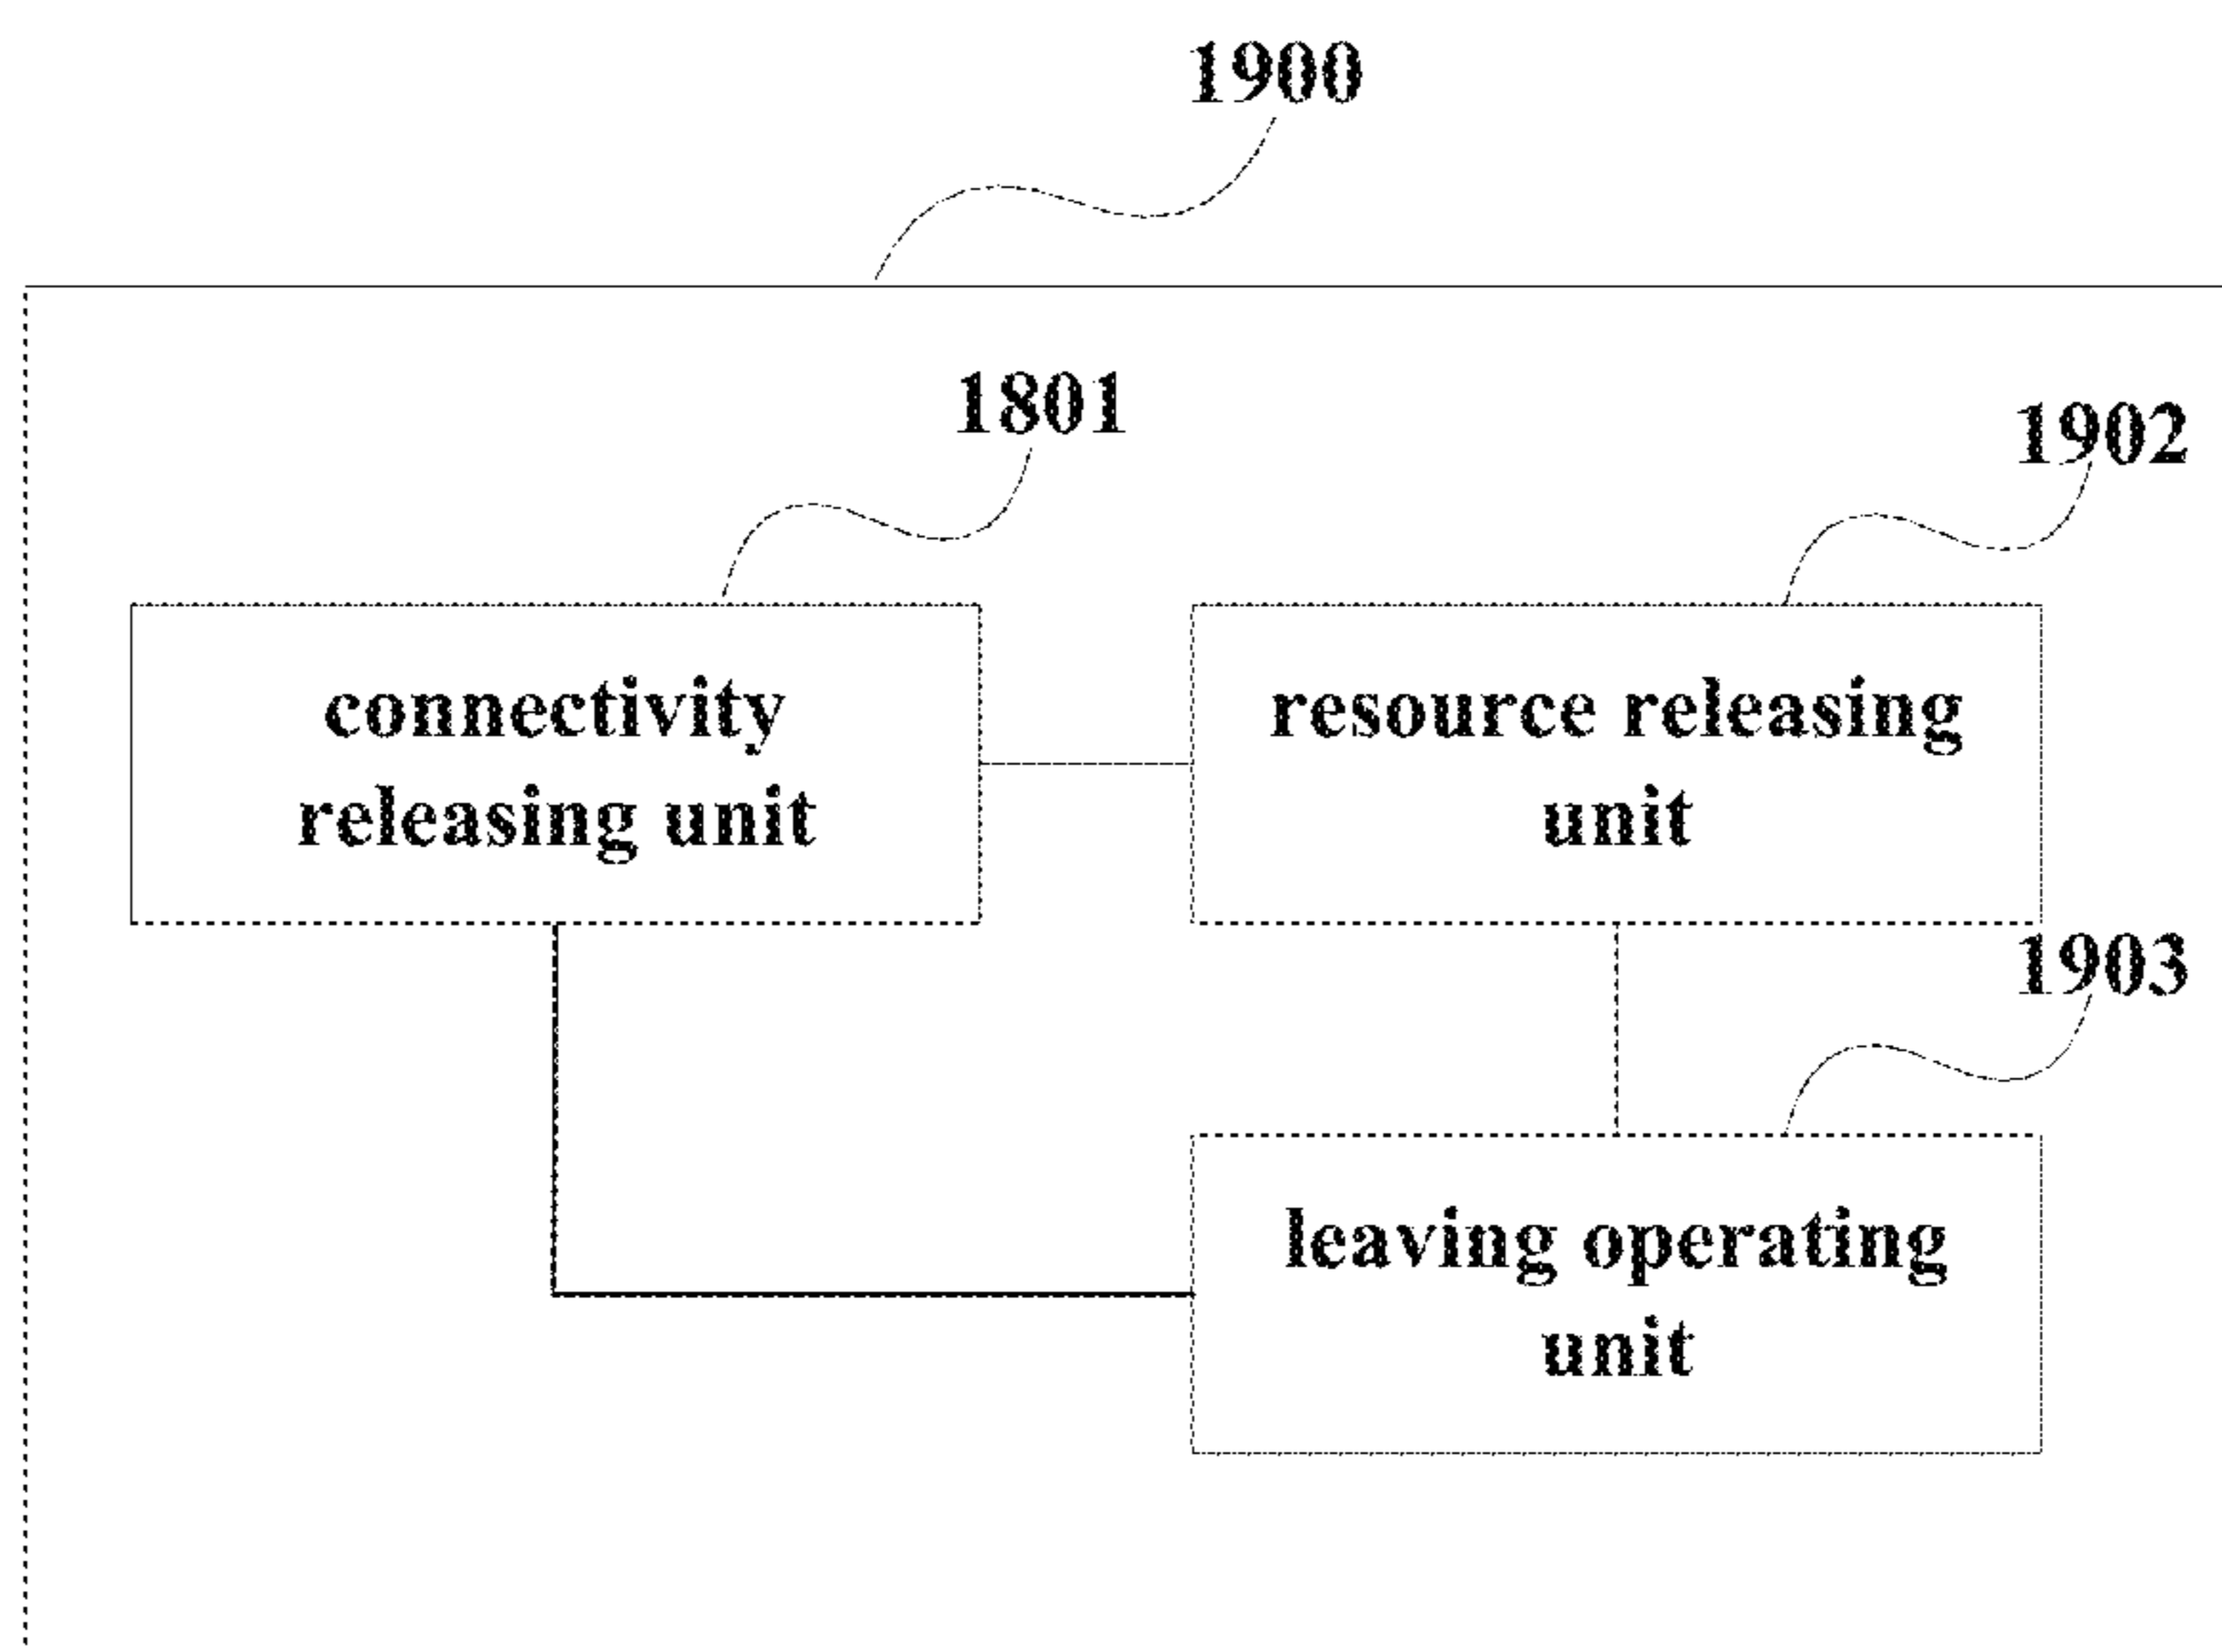 1900
1801
1902
connectivity
releasing unit
resource releasing
unit
1903
leaving operating
unit